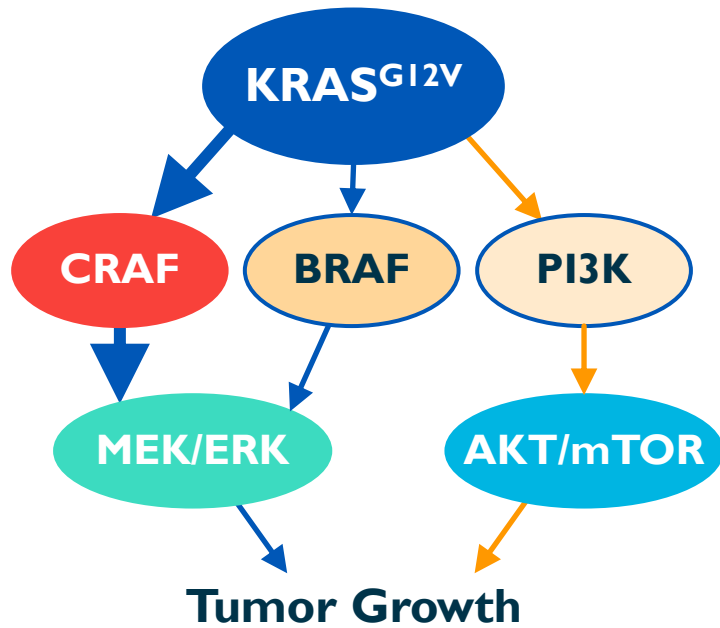 KRASG12V
CRAF
BRAF
PI3K
MEK/ERK
AKT/mTOR
Tumor Growth